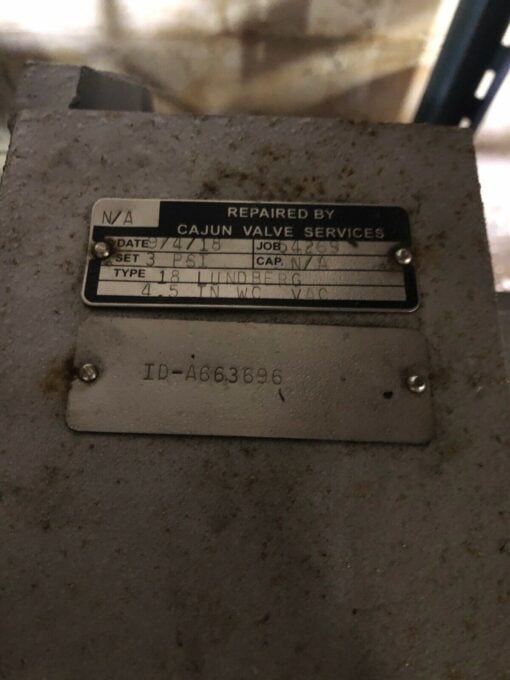 N/A
REPAIRED BY
CAJUN VALVE SERVICES
DATE 9/4/18 JOB 64269
SET 3 PSI CAP. N/A
TYPE 18 LUNDBERG
4.5 IN WC VAC
ID-A663696